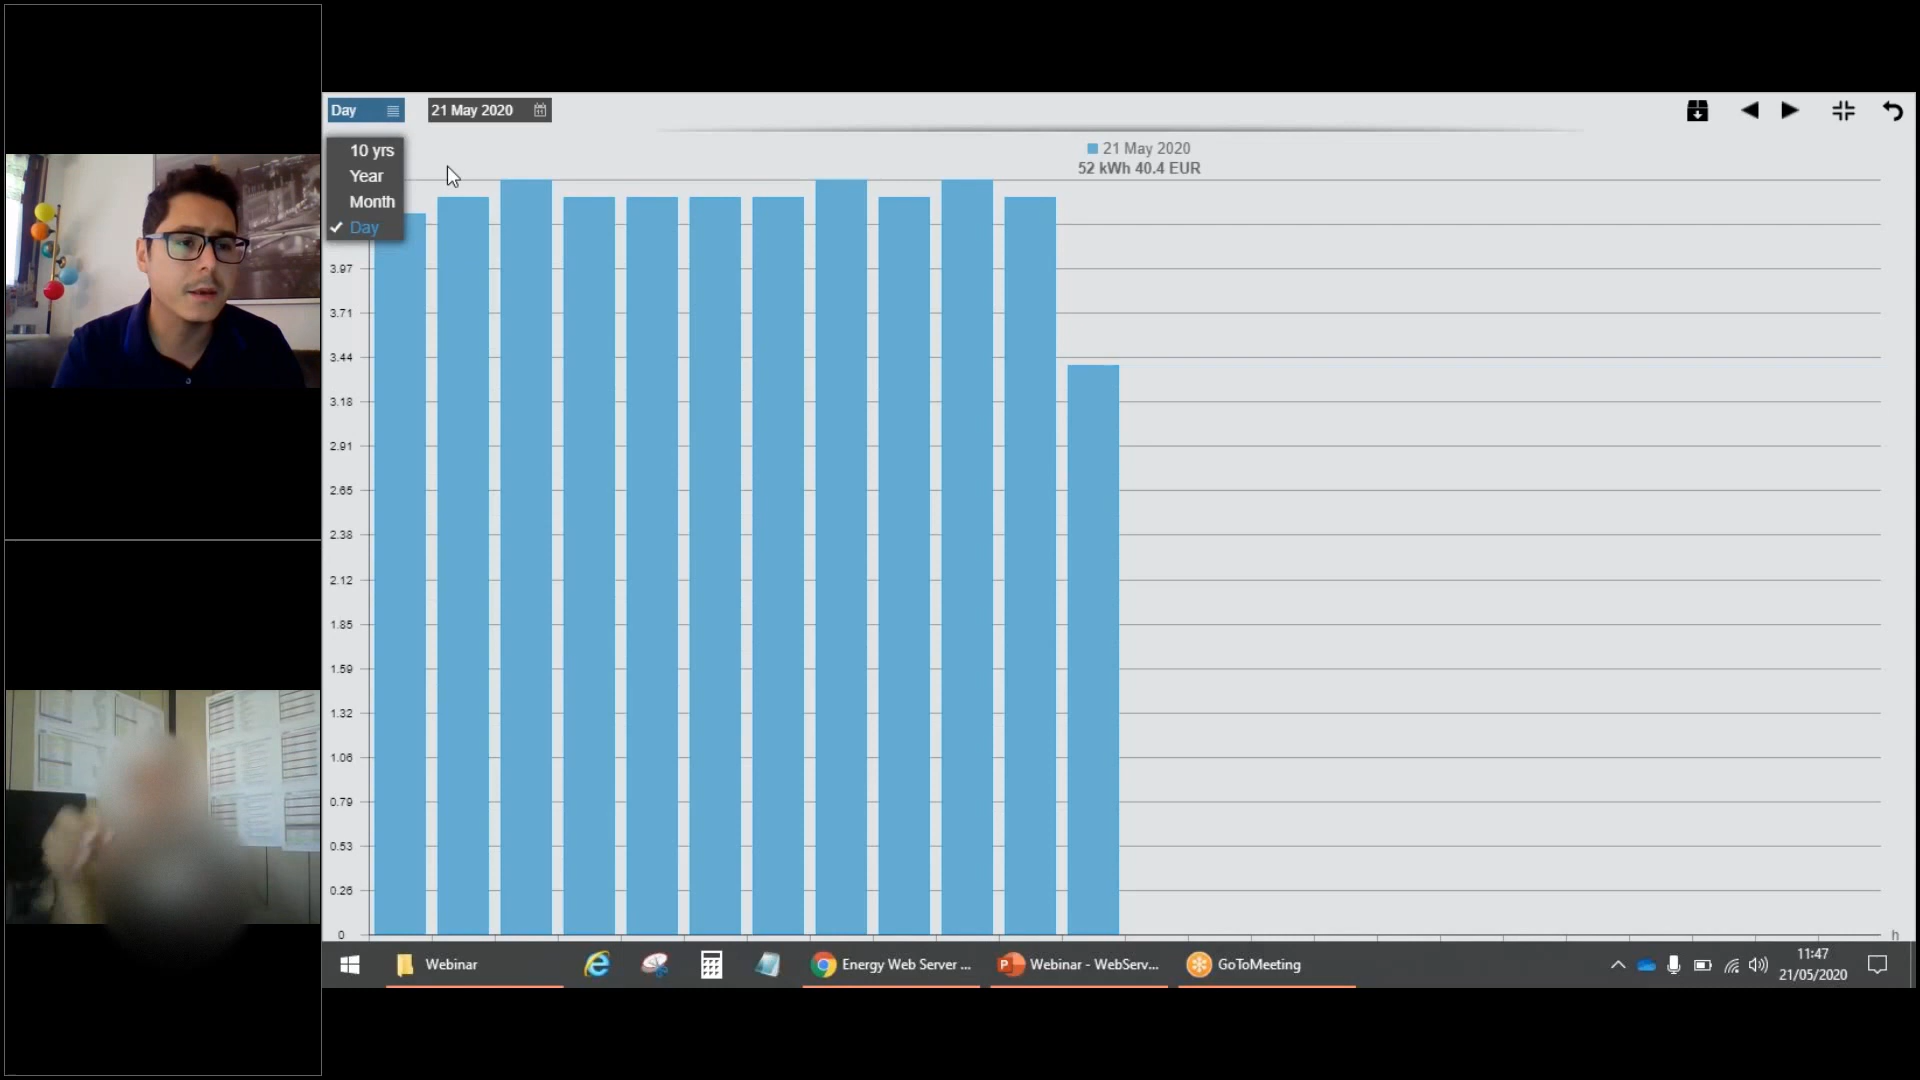 Day
21 May 2020
10 yrs
Year
Month
Day
21 May 2020
52 kWh 40.4 EUR
3.97
3.71
3.44
3.18
2.91
2.65
2.38
2.12
1.85
1.59
1.32
1.06
0.79
0.53
0.26
0
h
Webinar
Energy Web Server ...
Webinar - WebServ...
GoToMeeting
11:47
21/05/2020